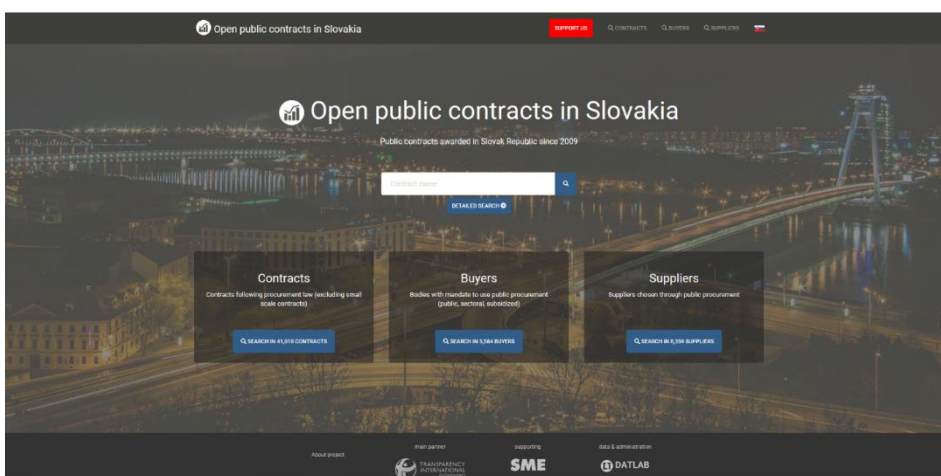 Open public contracts in Slovakia
SUPPORT US
CONTRACTS
BUYERS
SUPPLIERS
Open public contracts in Slovakia
Public contracts awarded in Slovak Republic since 2009
Contract name
DETAILED SEARCH
Contracts
Contracts following procurement law (excluding small
scale contracts)
SEARCH IN 41,018 CONTRACTS
Buyers
Bodies with mandate to use public procurement
(public, sectoral, subsidized)
SEARCH IN 5,584 BUYERS
Suppliers
Suppliers chosen through public procurement
SEARCH IN 8,359 SUPPLIERS
About project
main partner
TRANSPARENCY
INTERNATIONAL
supporting
SME
data & administration
DATLAB